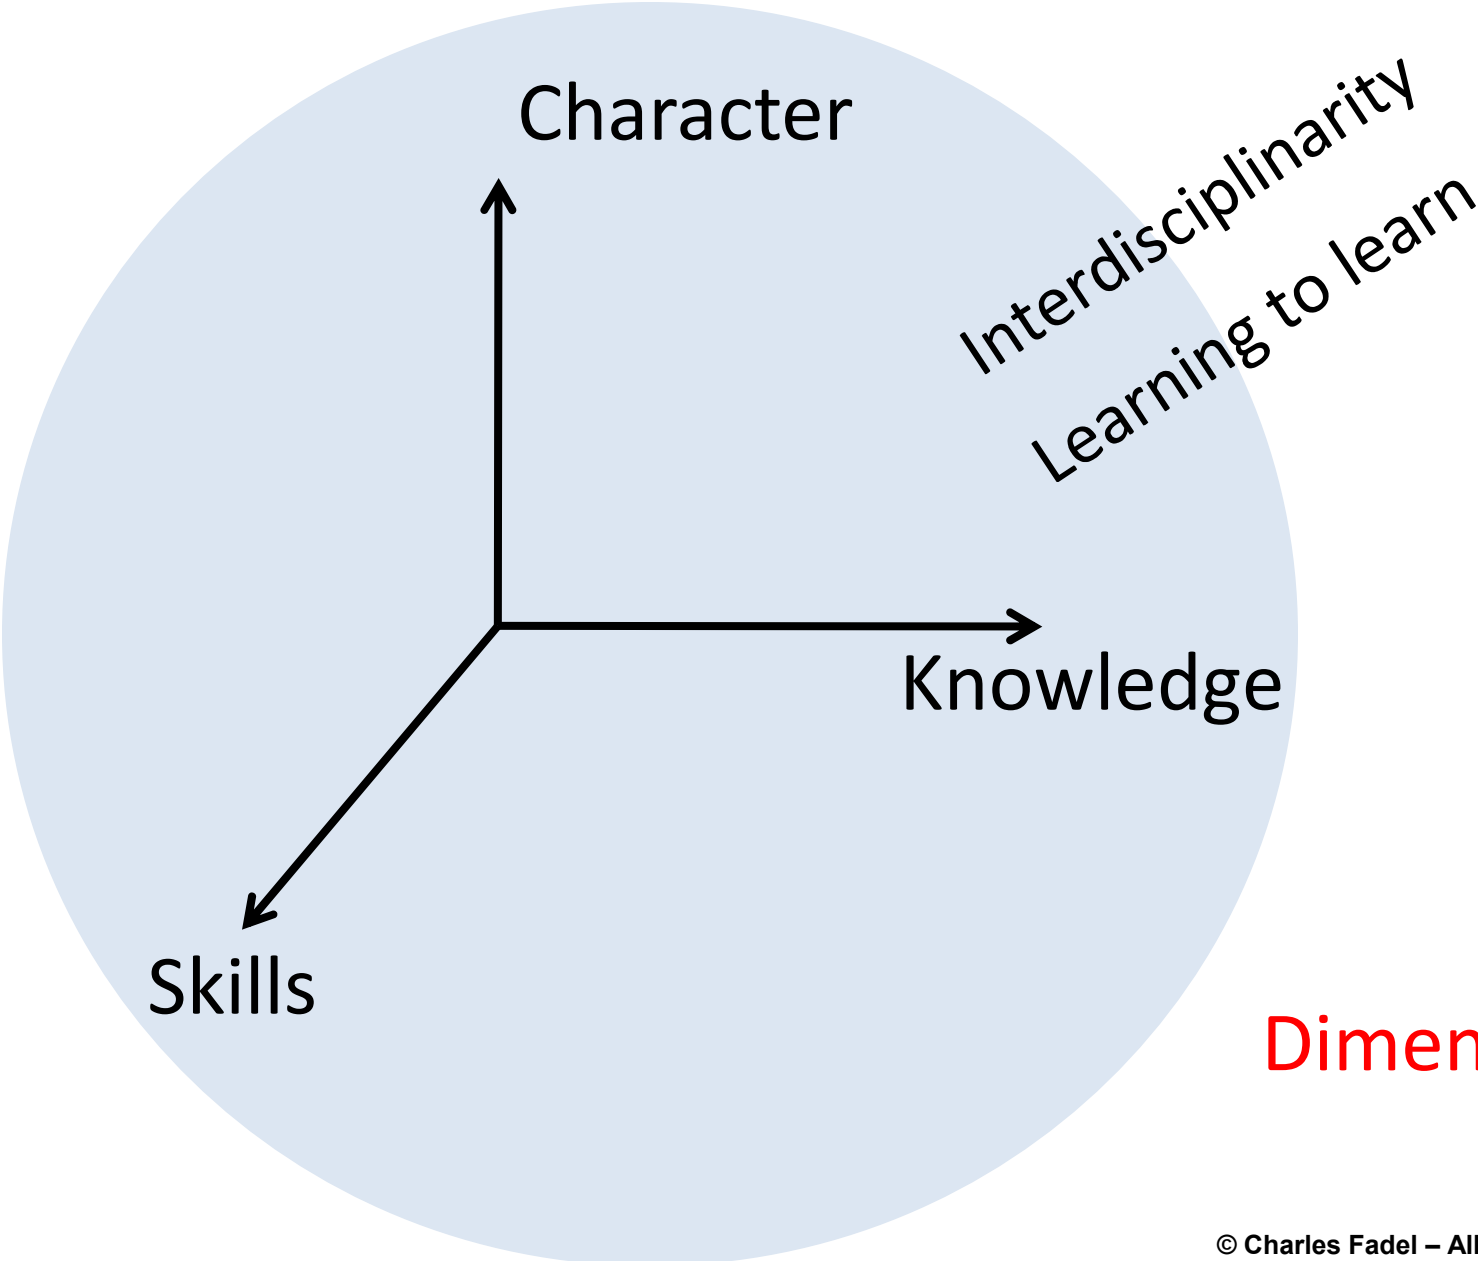 Character
Interdisciplinarity
Learning to learn
Knowledge
Skills
Dimen
© Charles Fadel – All